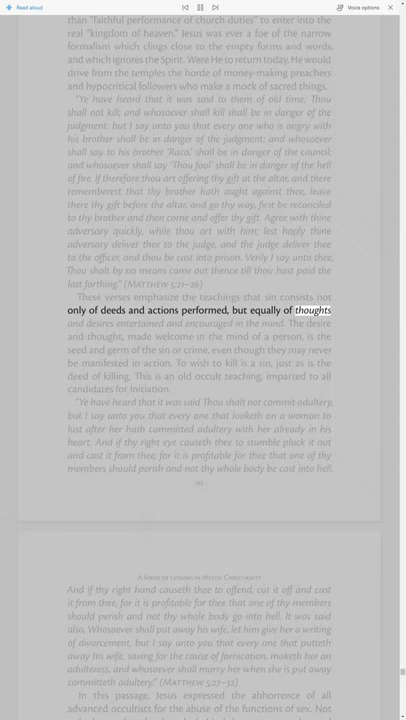 Read aloud
Voice options
than "faithful performance of church duties" to enter into the
real "kingdom of heaven." Jesus was ever a foe of the narrow
formalism which clings close to the empty forms and words,
and which ignores the Spirit. Were He to return today, He would
drive from the temples the horde of money-making preachers
and hypocritical followers who make a mock of sacred things.
"Ye have heard that it was said to them of old time, Thou
shall not kill; and whosoever shall kill shall be in danger of the
judgment: but I say unto you that every one who is angry with
his brother shall be in danger of the judgment; and whosoever
shall say to his brother 'Raca,' shall be in danger of the council;
and whosoever shall say 'Thou fool' shall be in danger of the hell
of fire. If therefore thou art offering thy gift at the altar, and there
rememberest that thy brother hath aught against thee, leave
there thy gift before the altar, and go thy way, first be reconciled
to thy brother and then come and offer thy gift. Agree with thine
adversary quickly, while thou art with him; lest haply thine
adversary deliver thee to the judge, and the judge deliver thee
to the officer, and thou be cast into prison. Verily I say unto thee,
Thou shalt by no means come out thence till thou hast paid the
last farthing." (Matthew 5:21–26)
These verses emphasize the teachings that sin consists not
only of deeds and actions performed, but equally of thoughts
and desires entertained and encouraged in the mind. The desire
and thought, made welcome in the mind of a person, is the
seed and germ of the sin or crime, even though they may never
be manifested in action. To wish to kill is a sin, just as is the
deed of killing. This is an old occult teaching, imparted to all
candidates for Initiation.
"Ye have heard that it was said Thou shalt not commit adultery,
but I say unto you that every one that looketh on a woman to
lust after her hath committed adultery with her already in his
heart. And if thy right eye causeth thee to stumble pluck it out
and cast it from thee, for it is profitable for thee that one of thy
members should perish and not thy whole body be cast into hell.
A Series of Lessons in Mystic Christianity
And if thy right hand causeth thee to offend, cut it off and cast
it from thee, for it is profitable for thee that one of thy members
should perish and not thy whole body go into hell. It was said
also, Whosoever shall put away his wife, let him give her a writing
of divorcement, but I say unto you that every one that putteth
away his wife, saving for the cause of fornication, maketh her an
adulteress, and whosoever shall marry her when she is put away
committeth adultery." (Matthew 5:27–32)
In this passage, Jesus expressed the abhorrence of all
advanced occultists for the abuse of the functions of sex. Not